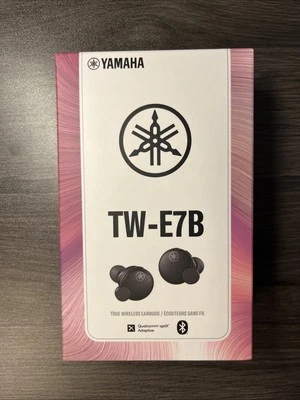 YAMAHA
TW-E7B
TRUE WIRELESS EARBUDS / ÉCOUTEURS SANS FIL
Qualcomm aptX
Adaptive